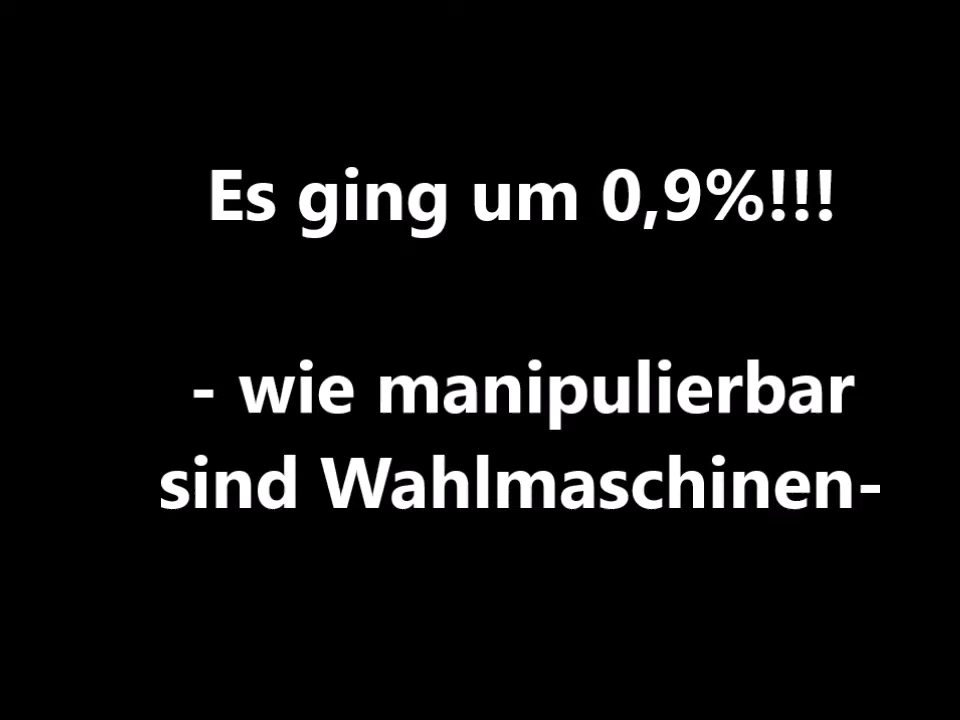 Es ging um 0,9%!!!
- wie manipulierbar
sind Wahlmaschinen-